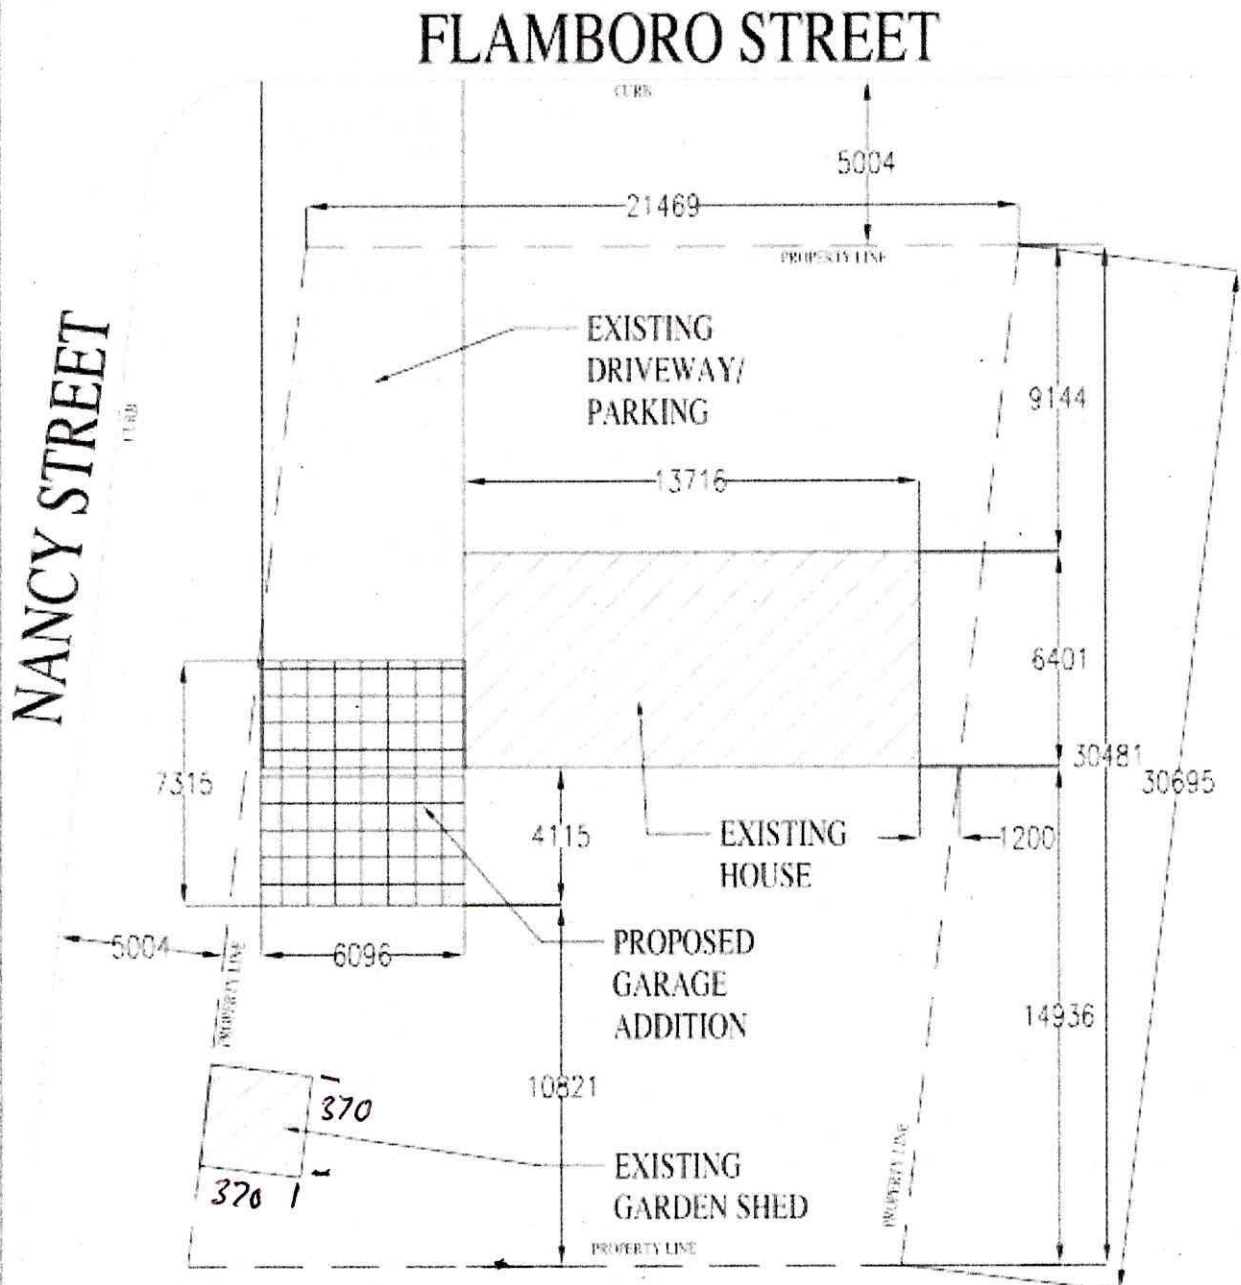 FLAMBORO STREET
CURB
5004
21469
PROPERTY LINE
NANCY STREET
CURB
EXISTING
DRIVEWAY/
PARKING
9144
13716
6401
30481
30695
7315
4115
EXISTING
HOUSE
1200
5004
6096
PROPERTY LINE
PROPOSED
GARAGE
ADDITION
14936
10821
370
370
EXISTING
GARDEN SHED
PROPERTY LINE
PROPERTY LINE